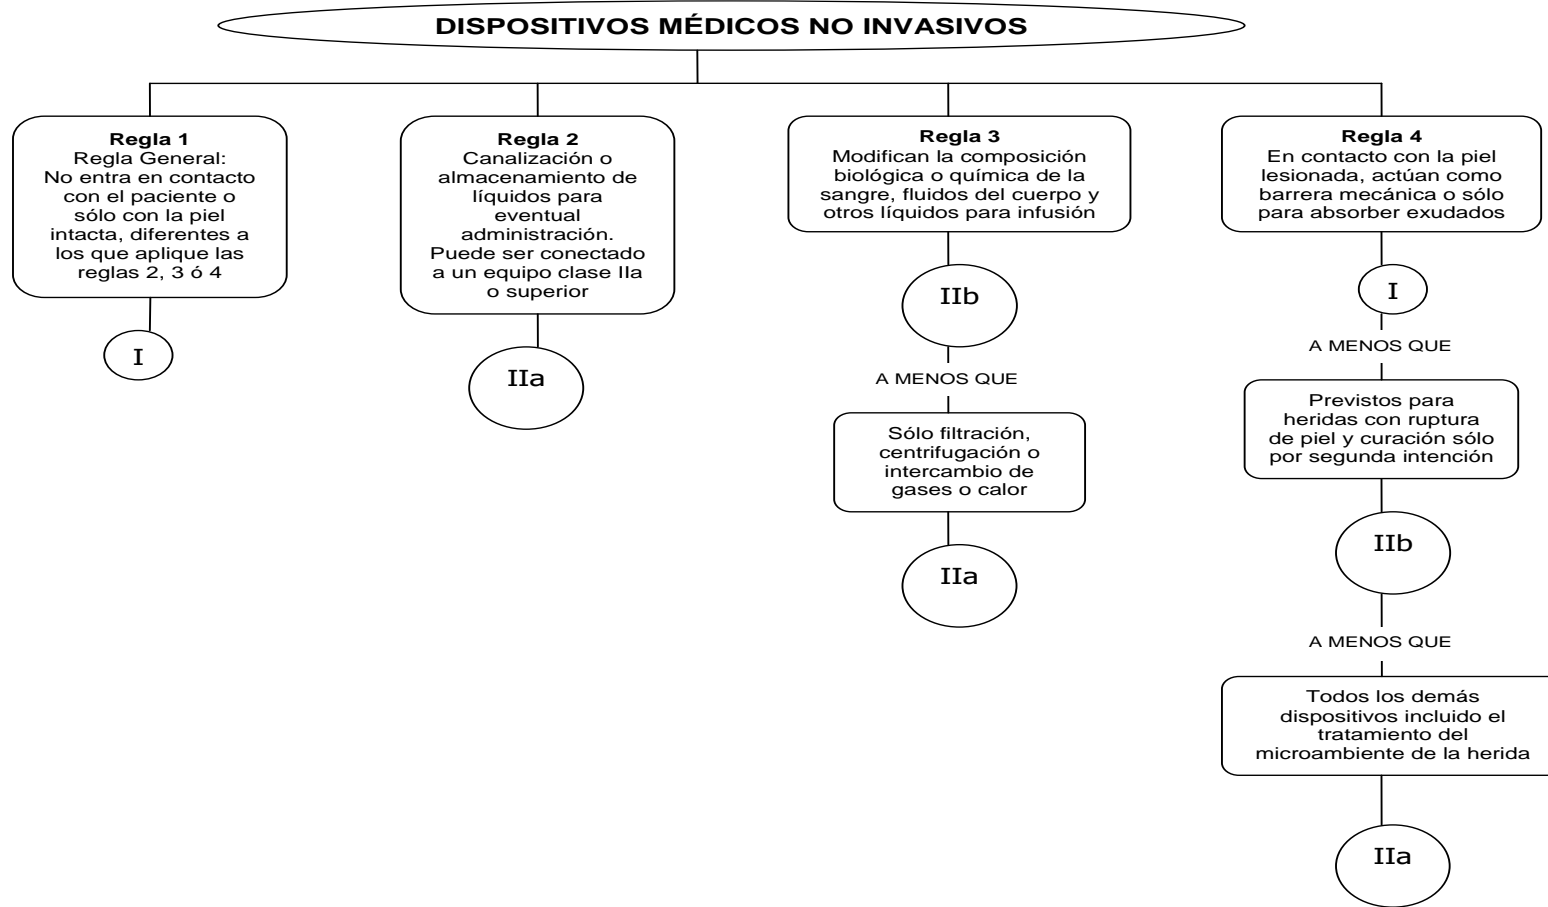 DISPOSITIVOS MÉDICOS NO INVASIVOS
Regla 1
Regla General:
No entra en contacto
con el paciente o
sólo con la piel
intacta, diferentes a
los que aplique las
reglas 2, 3 ó 4
I
Regla 2
Canalización o
almacenamiento de
líquidos para
eventual
administración.
Puede ser conectado
a un equipo clase IIa
o superior
IIa
Regla 3
Modifican la composición
biológica o química de la
sangre, fluidos del cuerpo y
otros líquidos para infusión
IIb
A MENOS QUE
Sólo filtración,
centrifugación o
intercambio de
gases o calor
IIa
Regla 4
En contacto con la piel
lesionada, actúan como
barrera mecánica o sólo
para absorber exudados
I
A MENOS QUE
Previstos para
heridas con ruptura
de piel y curación sólo
por segunda intención
IIb
A MENOS QUE
Todos los demás
dispositivos incluido el
tratamiento del
microambiente de la herida
IIa